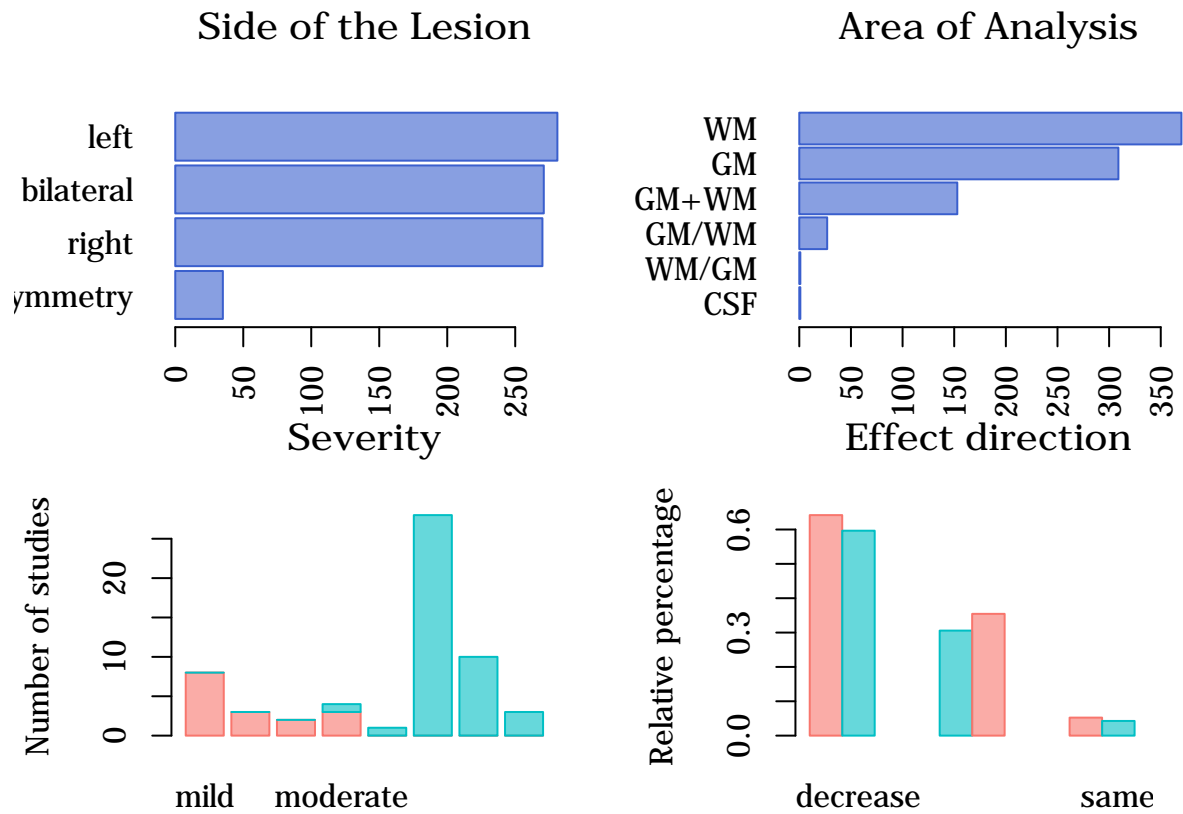 Side of the Lesion
left
bilateral
right
ymmetry
0 50 100 150 200 250
Area of Analysis
WM
GM
GM+WM
GM/WM
WM/GM
CSF
0 50 100 150 200 250 300 350
Severity
Number of studies
0 10 20
mild moderate
Effect direction
Relative percentage
0.0 0.3 0.6
decrease same